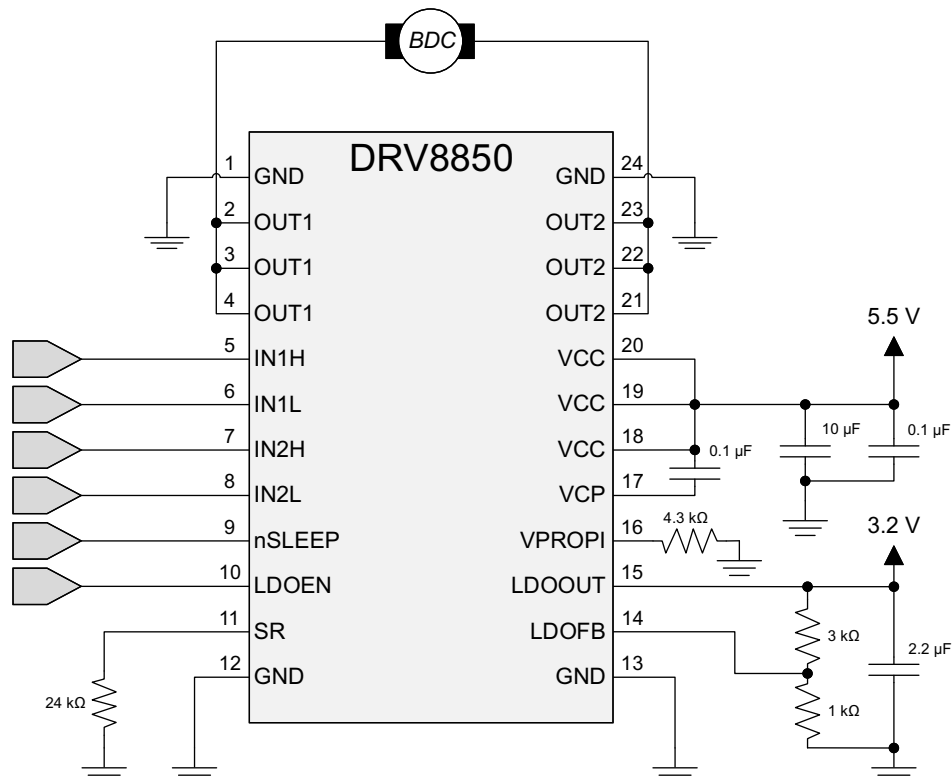 BDC
DRV8850
1 GND
2 OUT1
3 OUT1
4 OUT1
5 IN1H
6 IN1L
7 IN2H
8 IN2L
9 nSLEEP
10 LDOEN
11 SR
12 GND
24 kΩ
GND 24
OUT2 23
OUT2 22
OUT2 21
VCC 20
VCC 19
VCC 18
VCP 17
VPROPI 16
LDOOUT 15
LDOFB 14
GND 13
5.5 V
0.1 µF
10 µF
0.1 µF
4.3 kΩ
3.2 V
3 kΩ
2.2 µF
1 kΩ